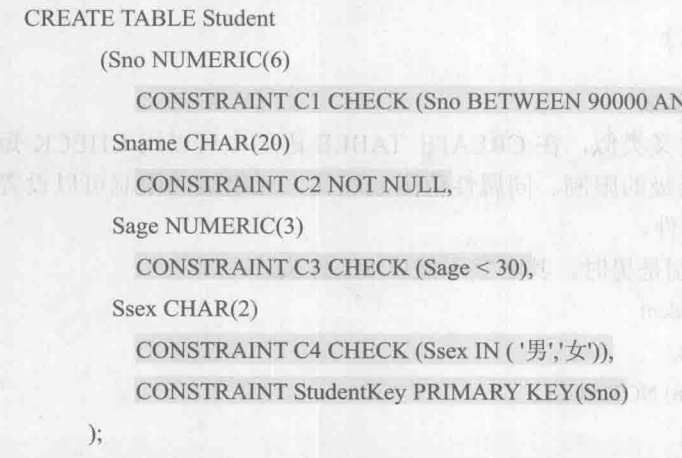 CREATE TABLE Student
(Sno NUMERIC(6)
CONSTRAINT C1 CHECK (Sno BETWEEN 90000 AN
Sname CHAR(20)
CONSTRAINT C2 NOT NULL,
Sage NUMERIC(3)
CONSTRAINT C3 CHECK (Sage < 30),
Ssex CHAR(2)
CONSTRAINT C4 CHECK (Ssex IN ( '男','女')),
CONSTRAINT StudentKey PRIMARY KEY(Sno)
);